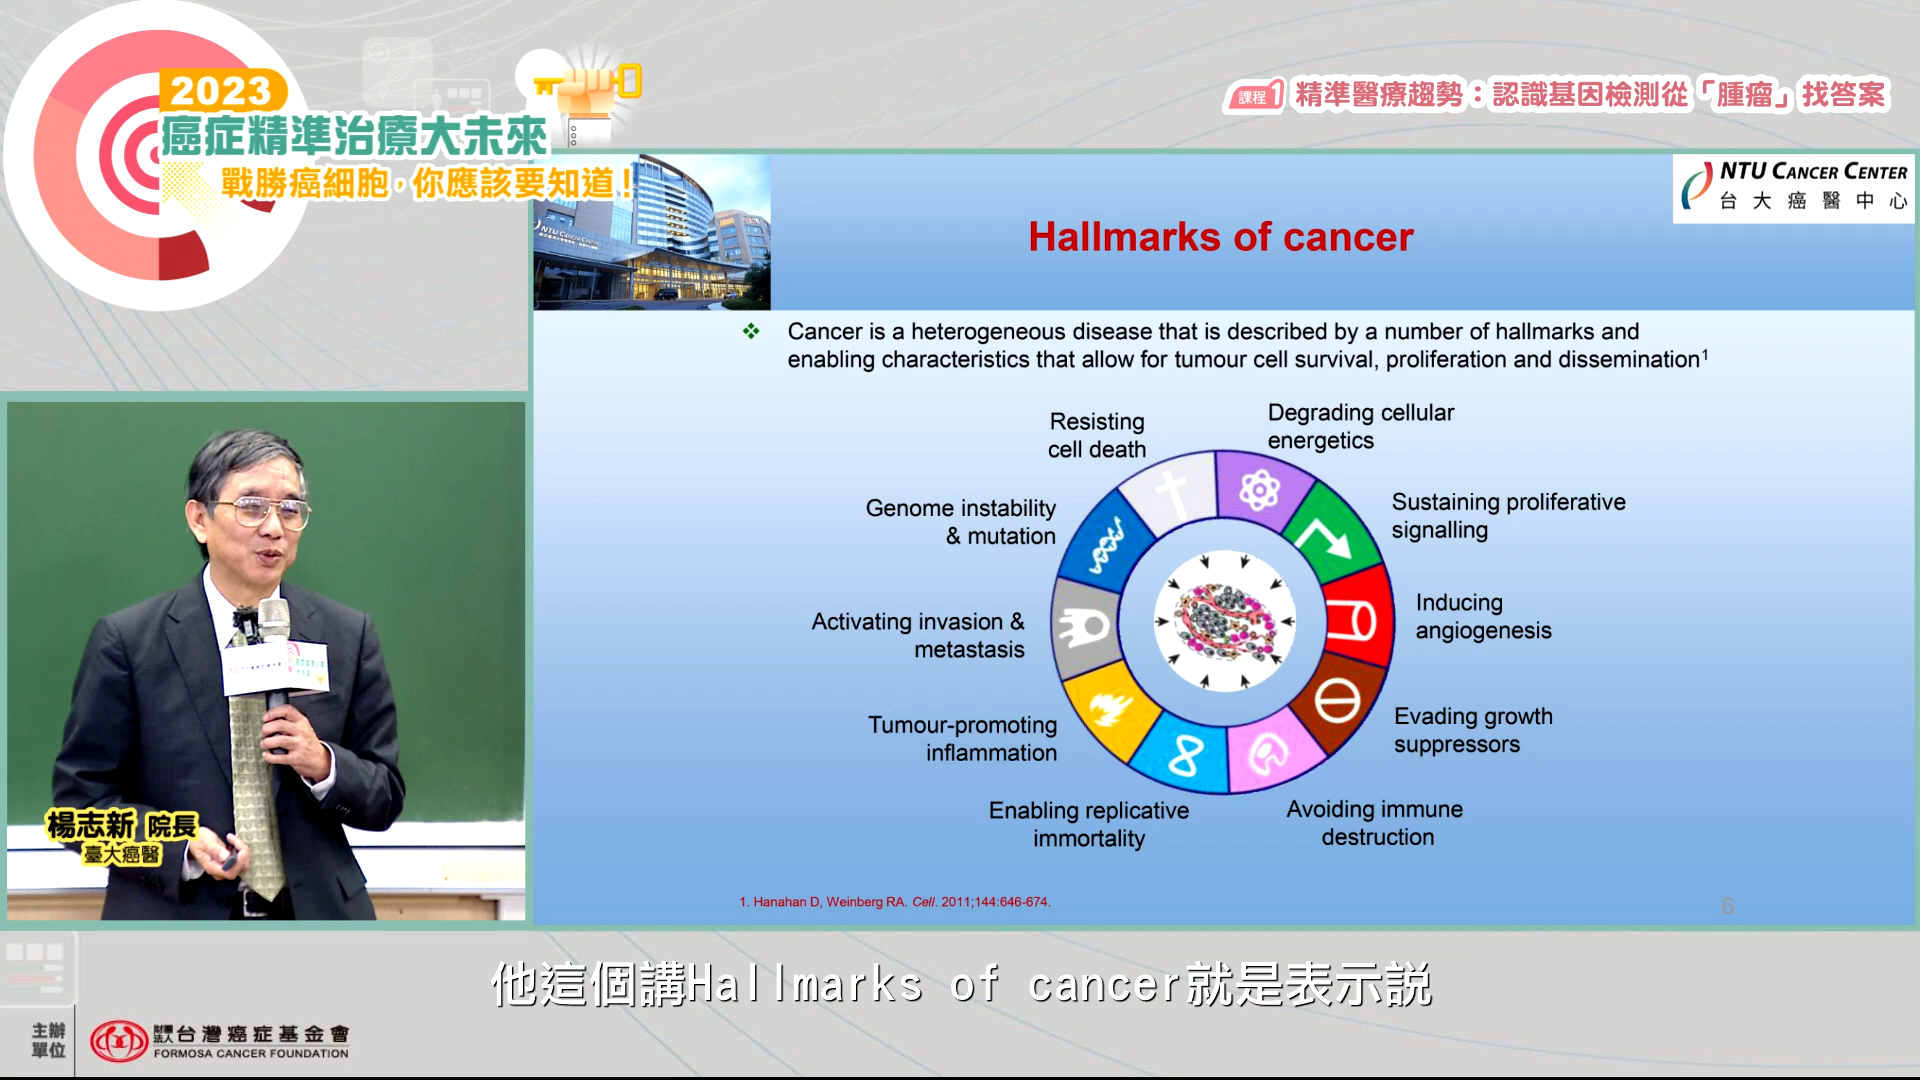 2023
癌症精準治療大未來
戰勝癌細胞,你應該要知道!
課程1 精準醫療趨勢:認識基因檢測從「腫瘤」找答案
NTU CANCER CENTER
NTU CANCER CENTER
台大癌醫中心
Hallmarks of cancer
Cancer is a heterogeneous disease that is described by a number of hallmarks and
enabling characteristics that allow for tumour cell survival, proliferation and dissemination1
Resisting
cell death
Degrading cellular
energetics
Genome instability
& mutation
Sustaining proliferative
signalling
Activating invasion &
metastasis
Inducing
angiogenesis
Tumour-promoting
inflammation
Evading growth
suppressors
Enabling replicative
immortality
Avoiding immune
destruction
1. Hanahan D, Weinberg RA. Cell. 2011;144:646-674.
6
楊志新 院長
臺大癌醫
他這個講Hallmarks of cancer就是表示説
主辦
單位
財團
法人
台灣癌症基金會
FORMOSA CANCER FOUNDATION